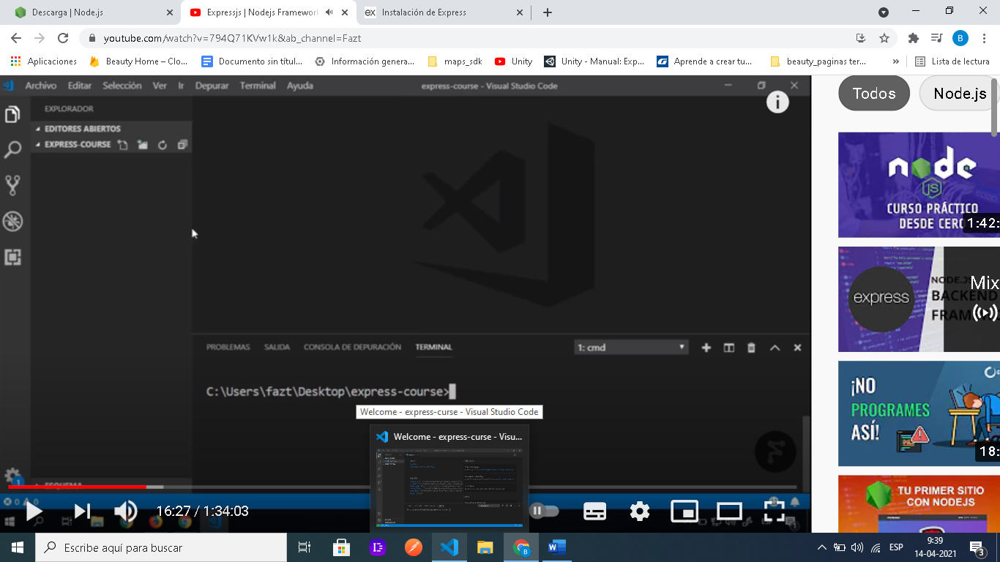 Descarga | Node.js
Expressjs | Nodejs Framework
ex Instalación de Express
youtube.com/watch?v=794Q71KVw1k&ab_channel=Fazt
B
Aplicaciones
Beauty Home – Clo...
Documento sin títul...
Información genera...
maps_sdk
Unity
Unity - Manual: Exp...
Aprende a crear tu...
beauty_paginas ter...
»
Lista de lectura
Archivo Editar Selección Ver Ir Depurar Terminal Ayuda
express-course - Visual Studio Code
EXPLORADOR
EDITORES ABIERTOS
EXPRESS-COURSE
PROBLEMAS SALIDA CONSOLA DE DEPURACIÓN TERMINAL
1: cmd
C:\Users\fazt\Desktop\express-course>
Welcome - express-curse - Visual Studio Code
Welcome - express-curse - Visu...
ESQUEMA
1
16:27 / 1:34:03
Todos
Node.js
node
JS
CURSO PRÁCTICO
DESDE CERO
1:42:
express
NODE.JS
BACKEND
Mix
¡NO
PROGRAMES
ASÍ!
18:
TU PRIMER SITIO
CON NODEJS
Escribe aquí para buscar
ESP
9:39
14-04-2021
3